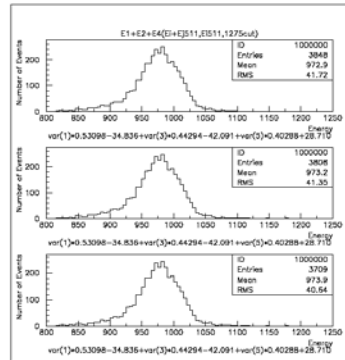 E1+E2+E4(Ei+E)511,El511,1275cut)
Number of Events
200
100
0
ID 1000000
Entries 3848
Mean 972.9
RMS 41.72
800 850 900 950 1000 1050 1100 1150 1200 1250
Energy
var(1)*0.53098-34.836+var(3)*0.44294-42.091+var(5)*0.40288+28.710
Number of Events
200
100
0
ID 1000000
Entries 3808
Mean 973.2
RMS 41.35
800 850 900 950 1000 1050 1100 1150 1200 1250
Energy
var(1)*0.53098-34.836+var(3)*0.44294-42.091+var(5)*0.40288+28.710
Number of Events
200
100
0
ID 1000000
Entries 3709
Mean 973.9
RMS 40.64
800 850 900 950 1000 1050 1100 1150 1200 1250
Energy
var(1)*0.53098-34.836+var(3)*0.44294-42.091+var(5)*0.40288+28.710